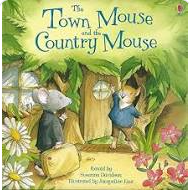 The
Town Mouse
and the
Country Mouse
Retold by
Susanna Davidson
Illustrated by Jacqueline East